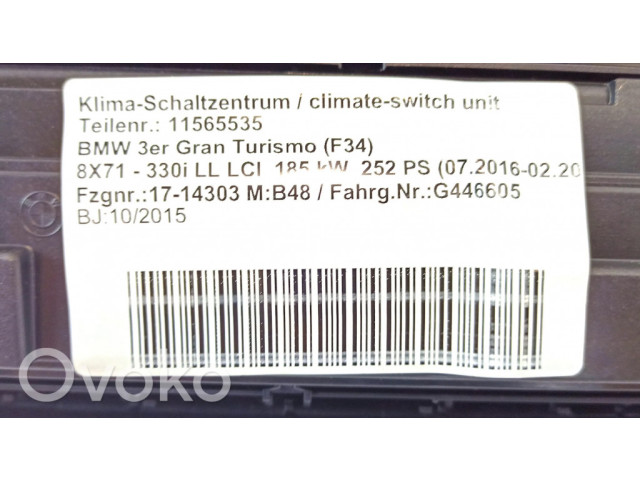 Klima-Schaltzentrum / climate-switch unit
Teilenr.: 11565535
BMW 3er Gran Turismo (F34)
8X71 - 330i LL LCI 185 kW 252 PS (07.2016-02.20
Fzgnr.:17-14303 M:B48 / Fahrg.Nr.:G446605
BJ:10/2015
Ovoko